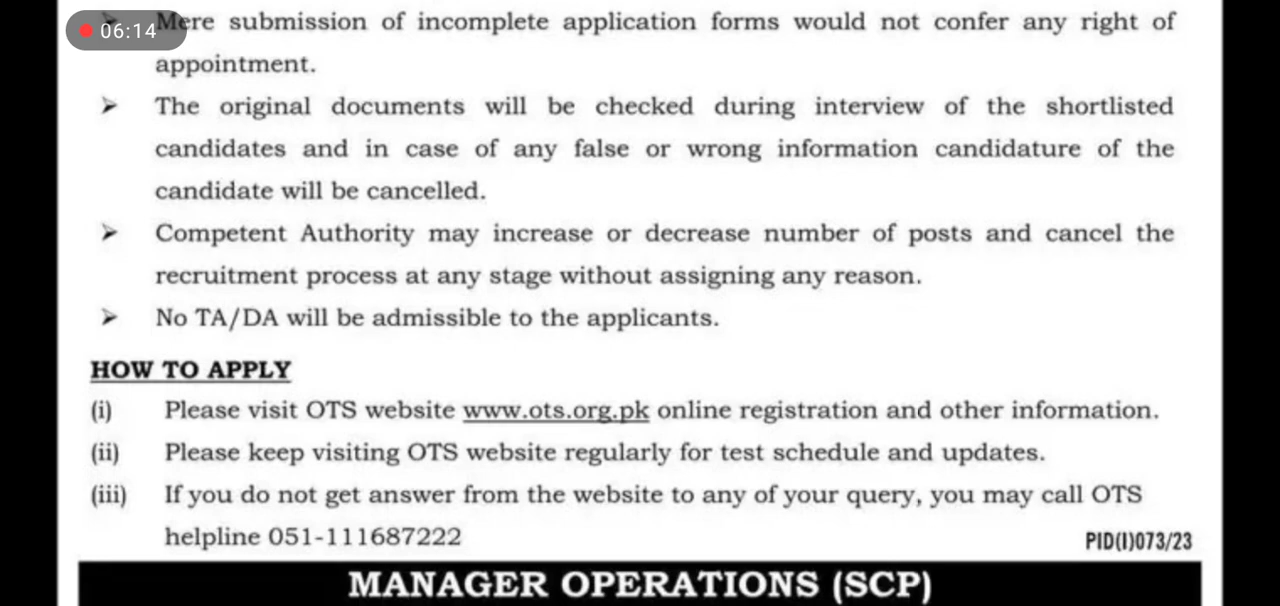 06:14
Mere submission of incomplete application forms would not confer any right of
appointment.
➢ The original documents will be checked during interview of the shortlisted
candidates and in case of any false or wrong information candidature of the
candidate will be cancelled.
➢ Competent Authority may increase or decrease number of posts and cancel the
recruitment process at any stage without assigning any reason.
➢ No TA/DA will be admissible to the applicants.
HOW TO APPLY
(i) Please visit OTS website www.ots.org.pk online registration and other information.
(ii) Please keep visiting OTS website regularly for test schedule and updates.
(iii) If you do not get answer from the website to any of your query, you may call OTS
helpline 051-111687222
PID(I)073/23
MANAGER OPERATIONS (SCP)